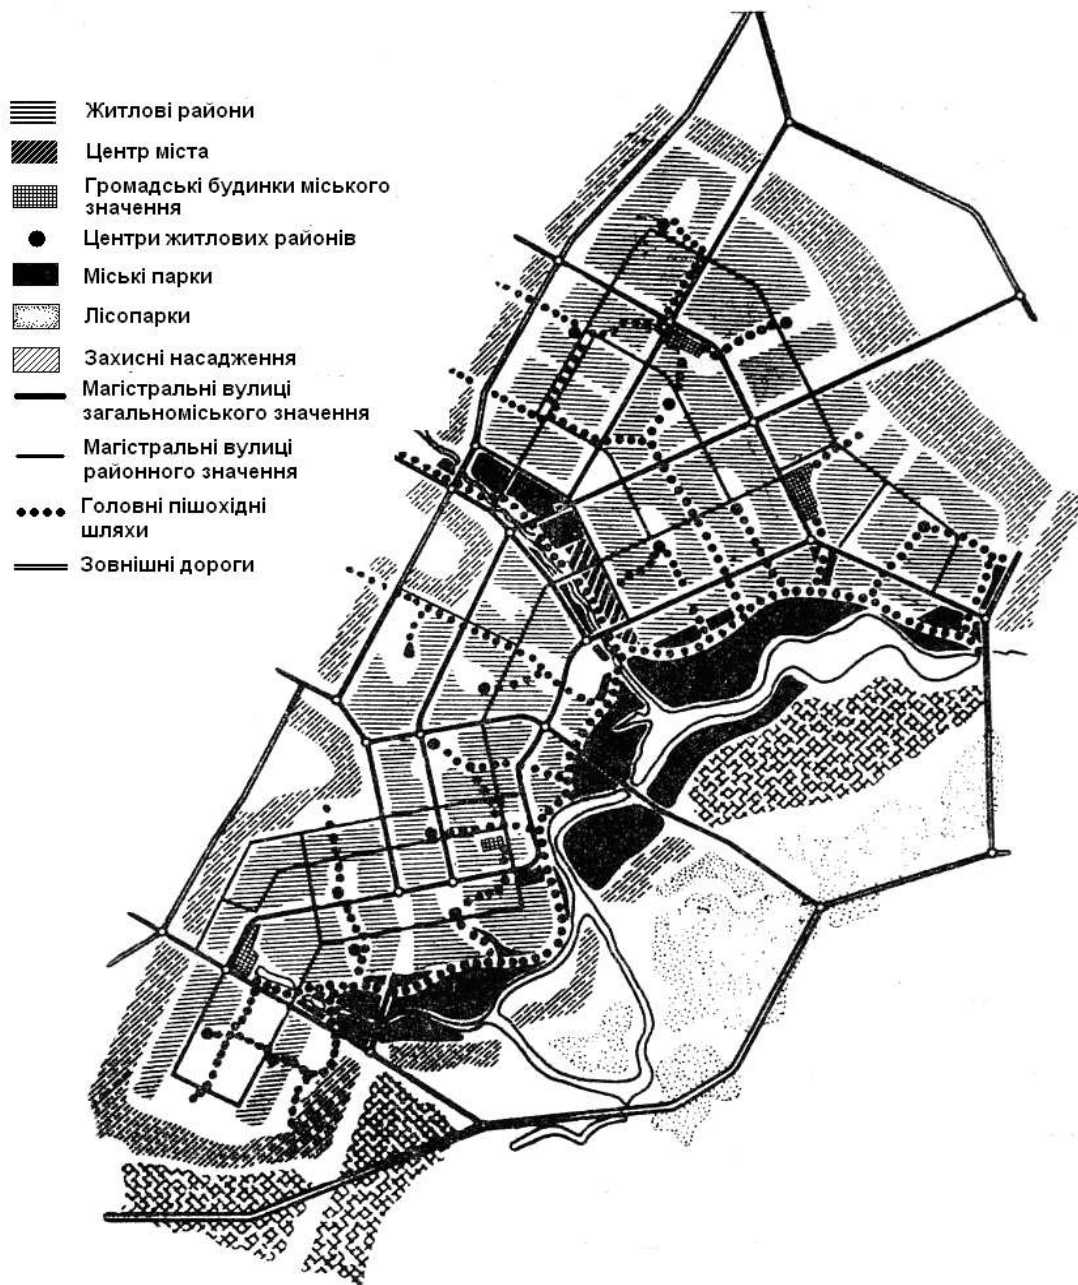 Житлові райони
Центр міста
Громадські будинки міського
значення
Центри житлових районів
Міські парки
Лісопарки
Захисні насадження
Магістральні вулиці
загальноміського значення
Магістральні вулиці
районного значення
Головні пішохідні
шляхи
Зовнішні дороги